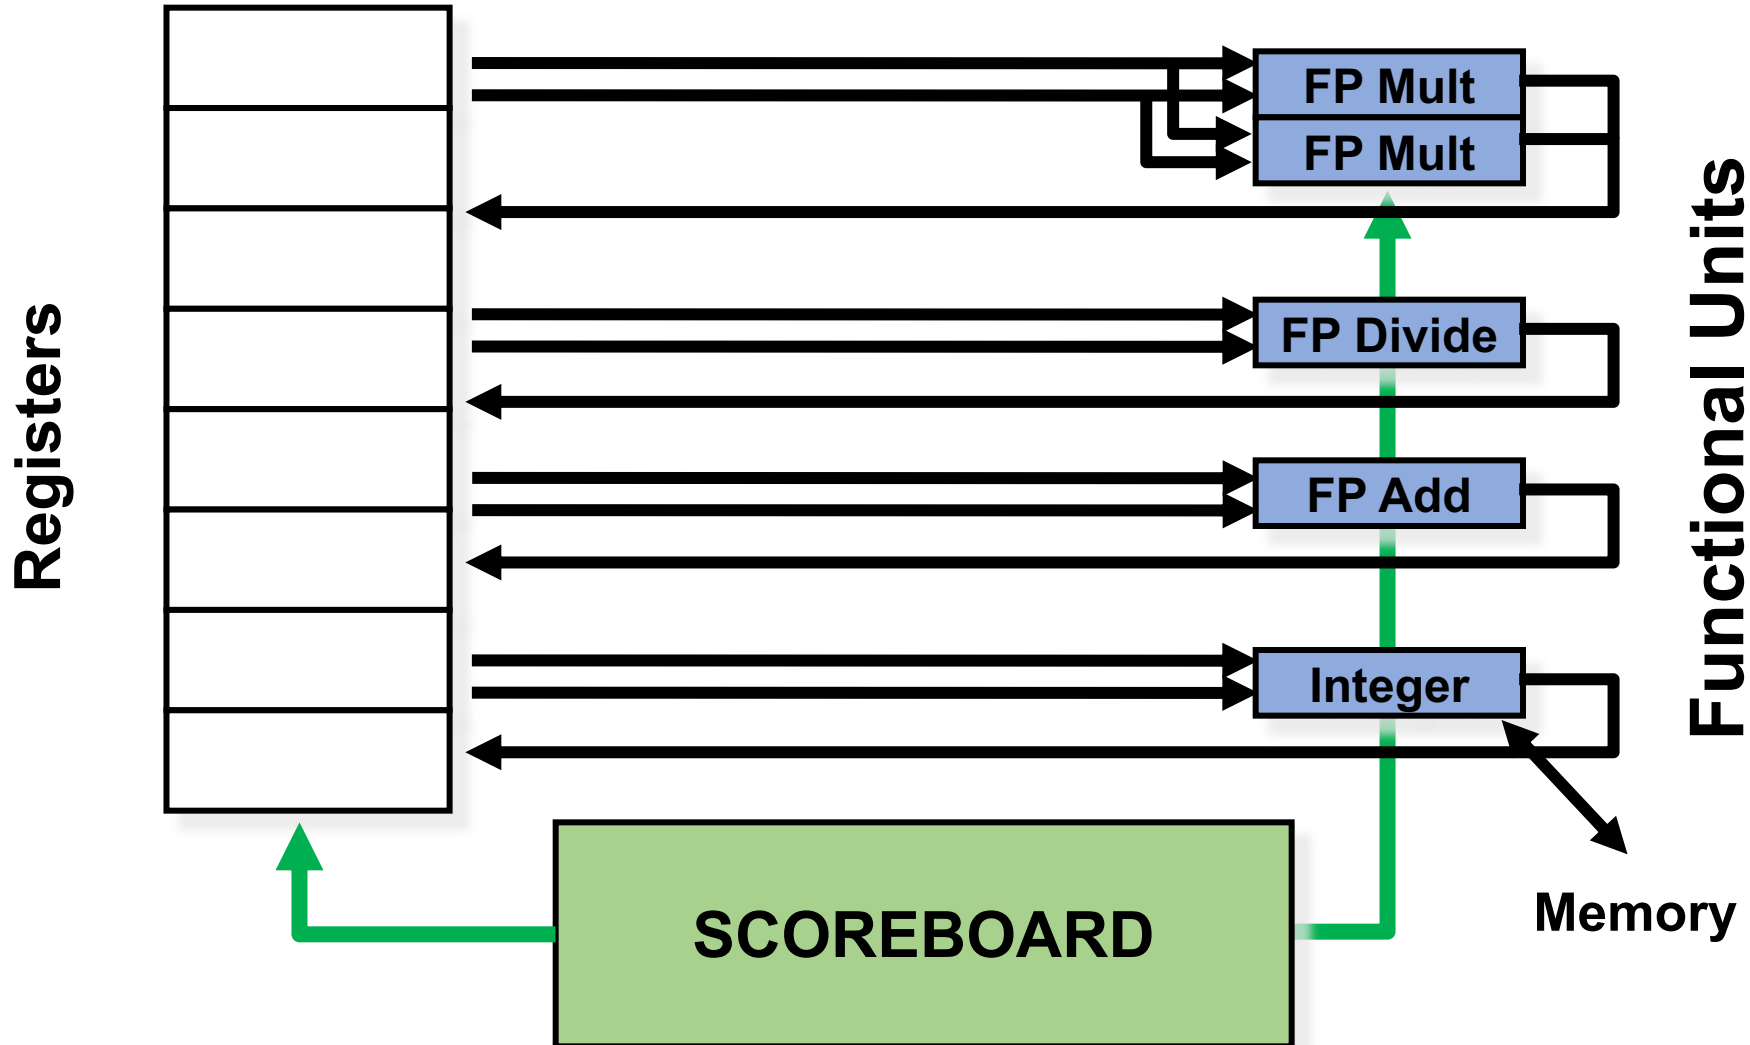 Registers
FP Mult
FP Mult
FP Divide
FP Add
Integer
Functional Units
Memory
SCOREBOARD